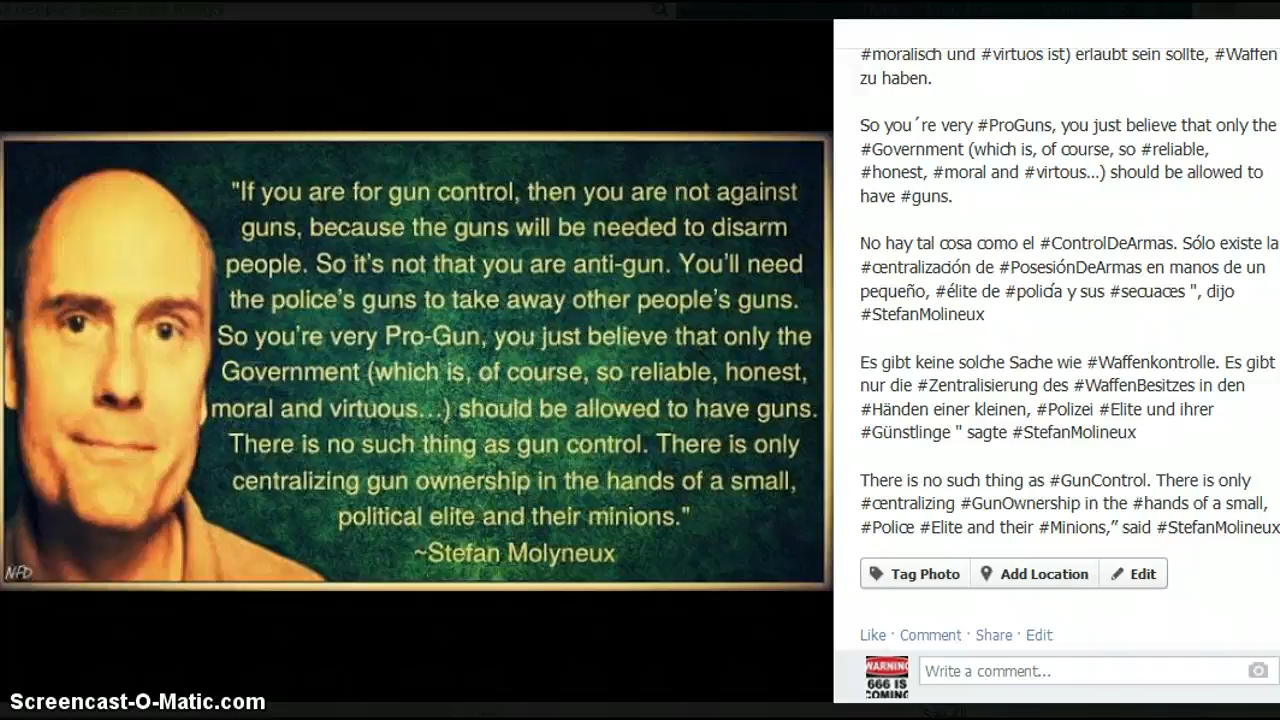 "If you are for gun control, then you are not against
guns, because the guns will be needed to disarm
people. So it's not that you are anti-gun. You'll need
the police's guns to take away other people's guns.
So you're very Pro-Gun, you just believe that only the
Government (which is, of course, so reliable, honest,
moral and virtuous...) should be allowed to have guns.
There is no such thing as gun control. There is only
centralizing gun ownership in the hands of a small,
political elite and their minions."
~Stefan Molyneux
NFD
#moralisch und #virtuos ist) erlaubt sein sollte, #Waffen
zu haben.
So you´re very #ProGuns, you just believe that only the
#Government (which is, of course, so #reliable,
#honest, #moral and #virtous...) should be allowed to
have #guns.
No hay tal cosa como el #ControlDeArmas. Sólo existe la
#centralización de #PosesiónDeArmas en manos de un
pequeño, #élite de #policía y sus #secuaces ", dijo
#StefanMolineux
Es gibt keine solche Sache wie #Waffenkontrolle. Es gibt
nur die #Zentralisierung des #WaffenBesitzes in den
#Händen einer kleinen, #Polizei #Elite und ihrer
#Günstlinge " sagte #StefanMolineux
There is no such thing as #GunControl. There is only
#centralizing #GunOwnership in the #hands of a small,
#Police #Elite and their #Minions,” said #StefanMolineux
Tag Photo Add Location Edit
Like · Comment · Share · Edit
WARNING
666 IS
COMING
Write a comment...
Screencast-O-Matic.com